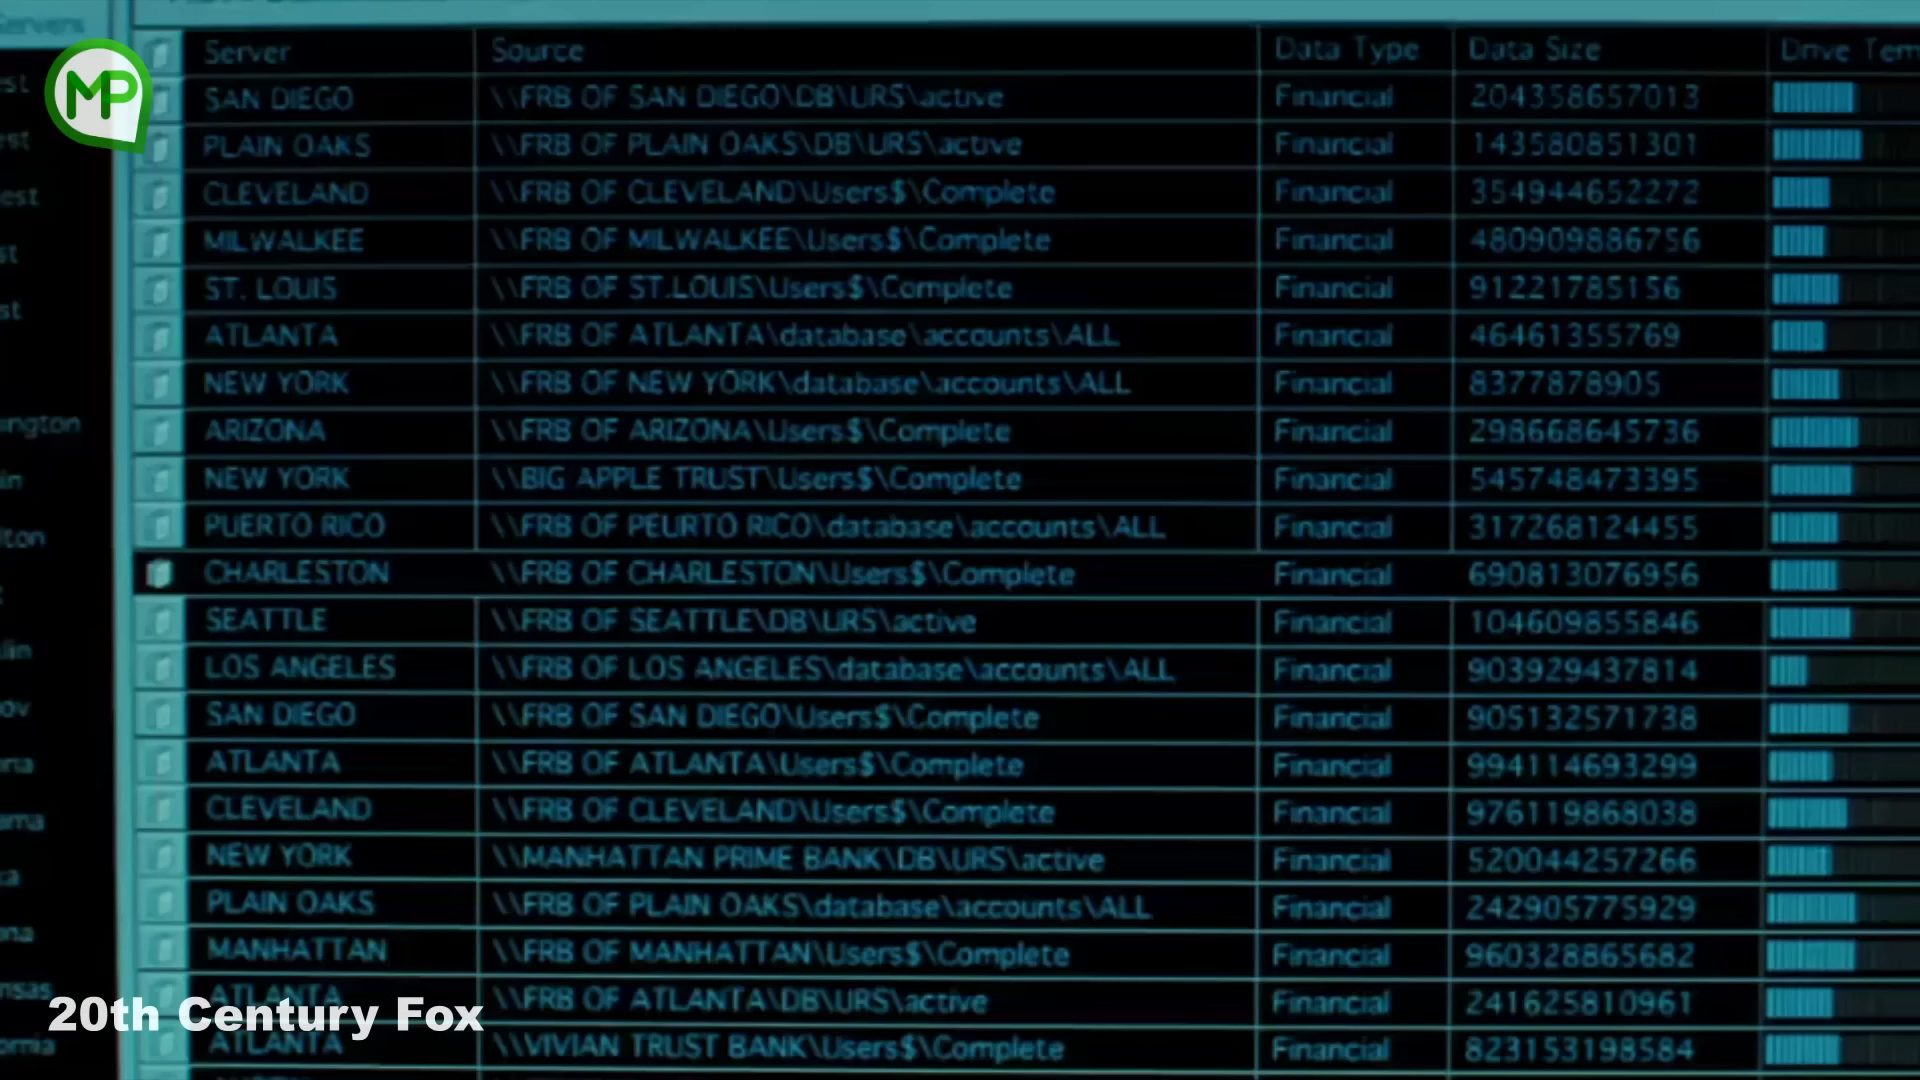 Servers
Server Source Data Type Data Size Drive Tem
MP
SAN DIEGO \\FRB OF SAN DIEGO\DB\URS\active Financial 204358657013
PLAIN OAKS \\FRB OF PLAIN OAKS\DB\URS\active Financial 143580851301
CLEVELAND \\FRB OF CLEVELAND\Users$\Complete Financial 354944652272
MILWALKEE \\FRB OF MILWALKEE\Users$\Complete Financial 480909886756
ST. LOUIS \\FRB OF ST.LOUIS\Users$\Complete Financial 91221785156
ATLANTA \\FRB OF ATLANTA\database\accounts\ALL Financial 46461355769
NEW YORK \\FRB OF NEW YORK\database\accounts\ALL Financial 8377878905
ARIZONA \\FRB OF ARIZONA\Users$\Complete Financial 298668645736
NEW YORK \\BIG APPLE TRUST\Users$\Complete Financial 545748473395
PUERTO RICO \\FRB OF PEURTO RICO\database\accounts\ALL Financial 317268124455
CHARLESTON \\FRB OF CHARLESTON\Users$\Complete Financial 690813076956
SEATTLE \\FRB OF SEATTLE\DB\URS\active Financial 104609855846
LOS ANGELES \\FRB OF LOS ANGELES\database\accounts\ALL Financial 903929437814
SAN DIEGO \\FRB OF SAN DIEGO\Users$\Complete Financial 905132571738
ATLANTA \\FRB OF ATLANTA\Users$\Complete Financial 994114693299
CLEVELAND \\FRB OF CLEVELAND\Users$\Complete Financial 976119868038
NEW YORK \\MANHATTAN PRIME BANK\DB\URS\active Financial 520044257266
PLAIN OAKS \\FRB OF PLAIN OAKS\database\accounts\ALL Financial 242905775929
MANHATTAN \\FRB OF MANHATTAN\Users$\Complete Financial 960328865682
ATLANTA \\FRB OF ATLANTA\DB\URS\active Financial 241625810961
20th Century Fox
ATLANTA \\VIVIAN TRUST BANK\Users$\Complete Financial 823153198584